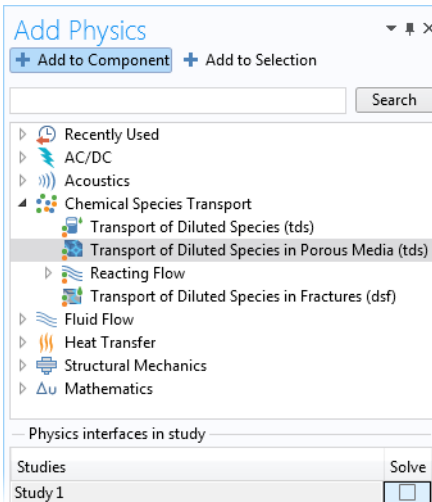 Add Physics
Add to Component Add to Selection
Search
Recently Used
AC/DC
Acoustics
Chemical Species Transport
Transport of Diluted Species (tds)
Transport of Diluted Species in Porous Media (tds)
Reacting Flow
Transport of Diluted Species in Fractures (dsf)
Fluid Flow
Heat Transfer
Structural Mechanics
Δu Mathematics
Physics interfaces in study
Studies Solve
Study 1